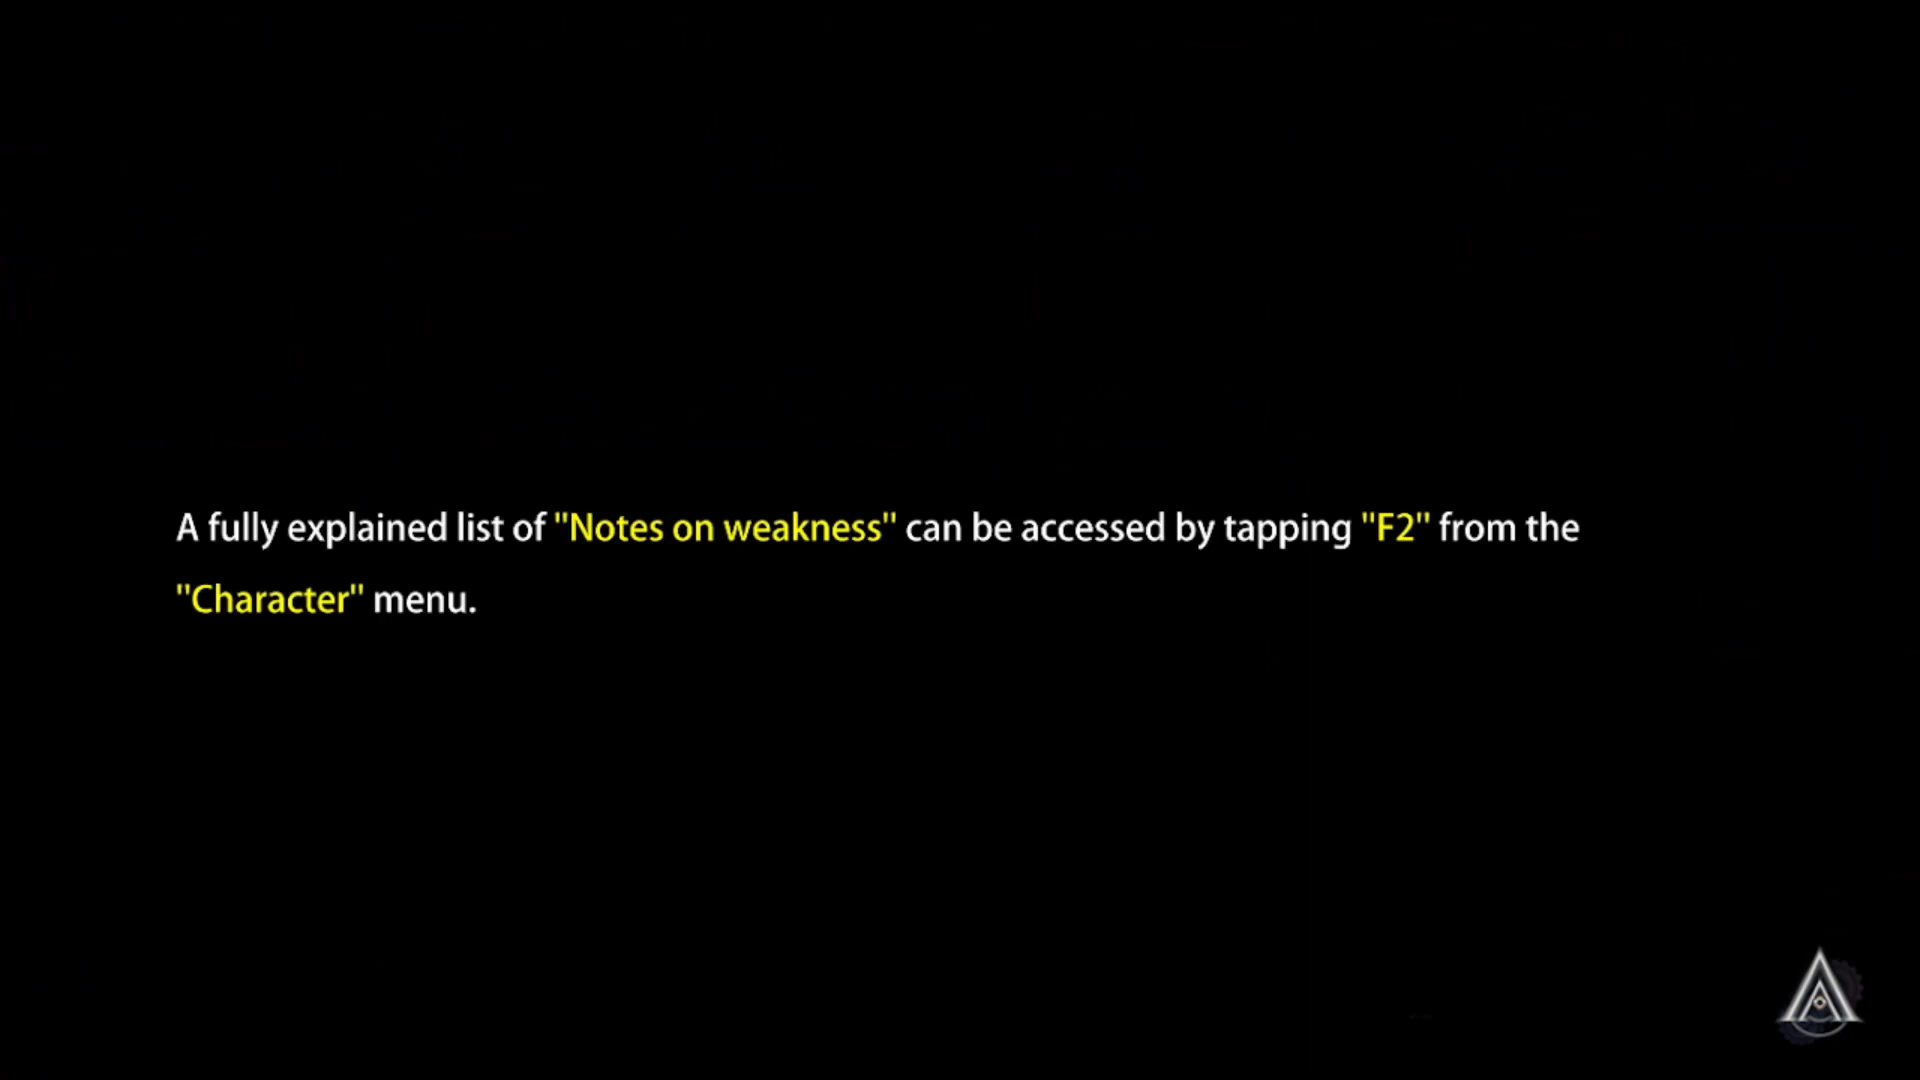 A fully explained list of "Notes on weakness" can be accessed by tapping "F2" from the
"Character" menu.